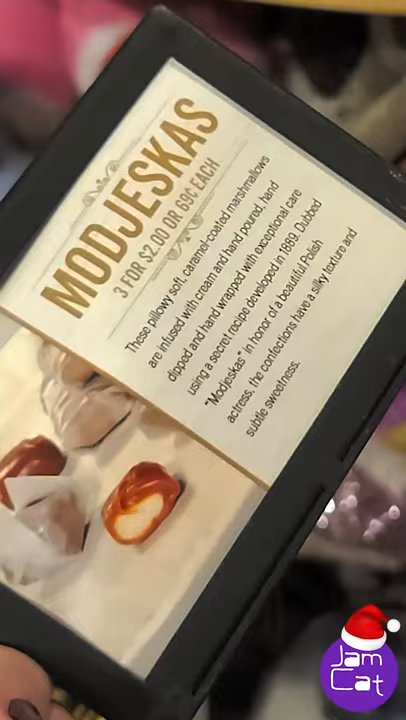 MODJESKAS
3 FOR $2.00 OR 69¢ EACH
These pillowy soft, caramel-coated marshmallows
are infused with cream and hand poured, hand
dipped and hand wrapped with exceptional care
using a secret recipe developed in 1889. Dubbed
"Modjeskas" in honor of a beautiful Polish
actress, the confections have a silky texture and
subtle sweetness.
Jam
Cat